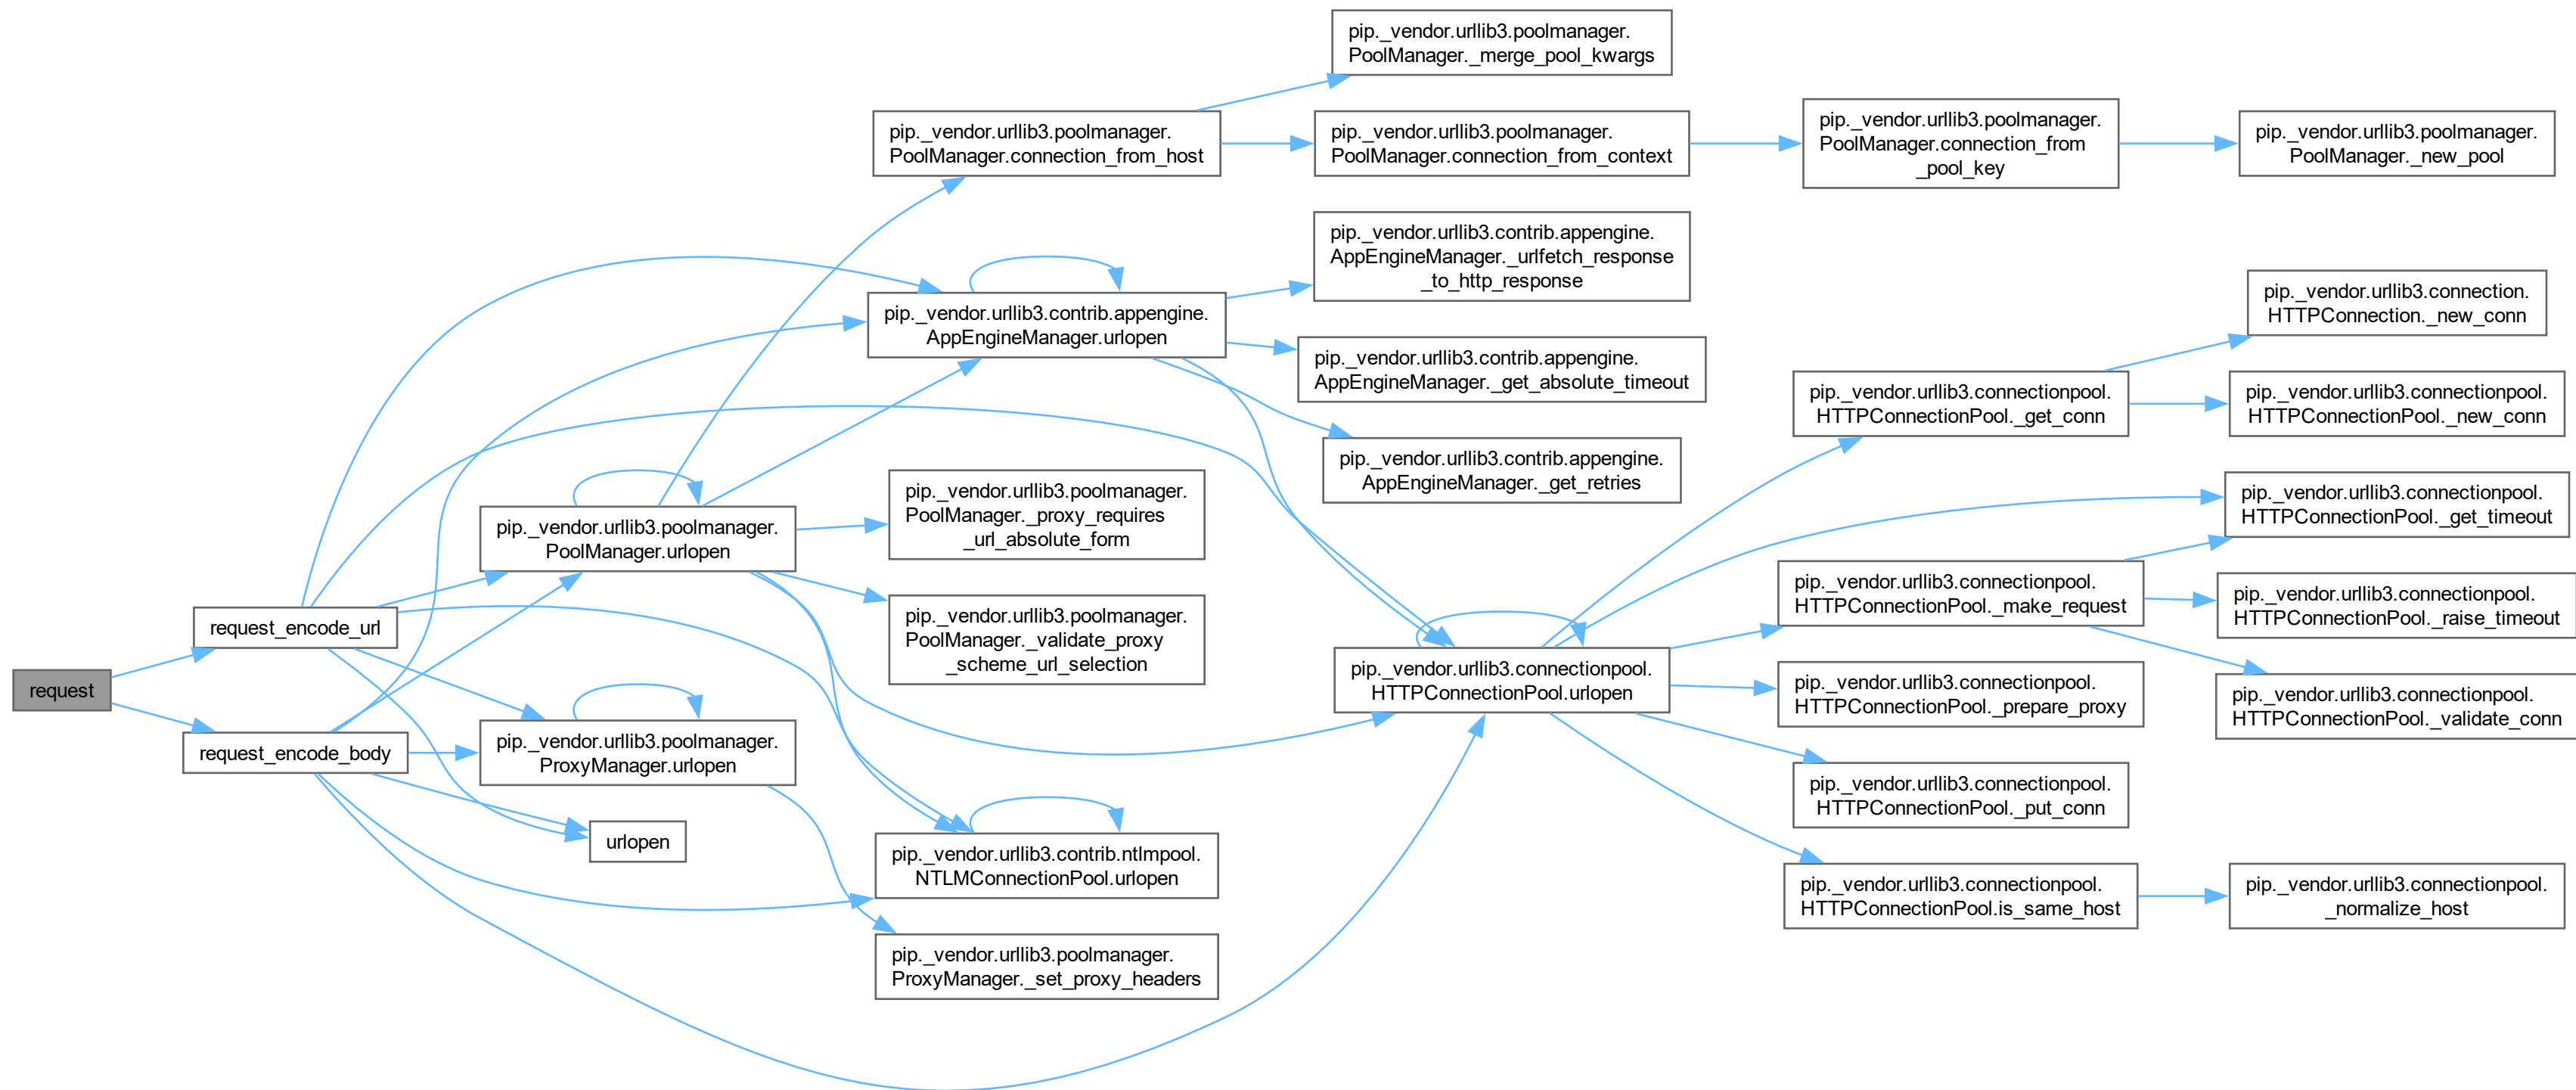 request
request_encode_url
request_encode_body
pip._vendor.urllib3.poolmanager.
PoolManager.urlopen
pip._vendor.urllib3.poolmanager.
ProxyManager.urlopen
urlopen
pip._vendor.urllib3.poolmanager.
PoolManager.connection_from_host
pip._vendor.urllib3.contrib.appengine.
AppEngineManager.urlopen
pip._vendor.urllib3.poolmanager.
PoolManager._proxy_requires
_url_absolute_form
pip._vendor.urllib3.poolmanager.
PoolManager._validate_proxy
_scheme_url_selection
pip._vendor.urllib3.contrib.ntlmpool.
NTLMConnectionPool.urlopen
pip._vendor.urllib3.poolmanager.
ProxyManager._set_proxy_headers
pip._vendor.urllib3.poolmanager.
PoolManager._merge_pool_kwargs
pip._vendor.urllib3.poolmanager.
PoolManager.connection_from_context
pip._vendor.urllib3.contrib.appengine.
AppEngineManager._urlfetch_response
_to_http_response
pip._vendor.urllib3.contrib.appengine.
AppEngineManager._get_absolute_timeout
pip._vendor.urllib3.contrib.appengine.
AppEngineManager._get_retries
pip._vendor.urllib3.connectionpool.
HTTPConnectionPool.urlopen
pip._vendor.urllib3.poolmanager.
PoolManager.connection_from
_pool_key
pip._vendor.urllib3.connectionpool.
HTTPConnectionPool._get_conn
pip._vendor.urllib3.connectionpool.
HTTPConnectionPool._make_request
pip._vendor.urllib3.connectionpool.
HTTPConnectionPool._prepare_proxy
pip._vendor.urllib3.connectionpool.
HTTPConnectionPool._put_conn
pip._vendor.urllib3.connectionpool.
HTTPConnectionPool.is_same_host
pip._vendor.urllib3.poolmanager.
PoolManager._new_pool
pip._vendor.urllib3.connection.
HTTPConnection._new_conn
pip._vendor.urllib3.connectionpool.
HTTPConnectionPool._new_conn
pip._vendor.urllib3.connectionpool.
HTTPConnectionPool._get_timeout
pip._vendor.urllib3.connectionpool.
HTTPConnectionPool._raise_timeout
pip._vendor.urllib3.connectionpool.
HTTPConnectionPool._validate_conn
pip._vendor.urllib3.connectionpool.
_normalize_host